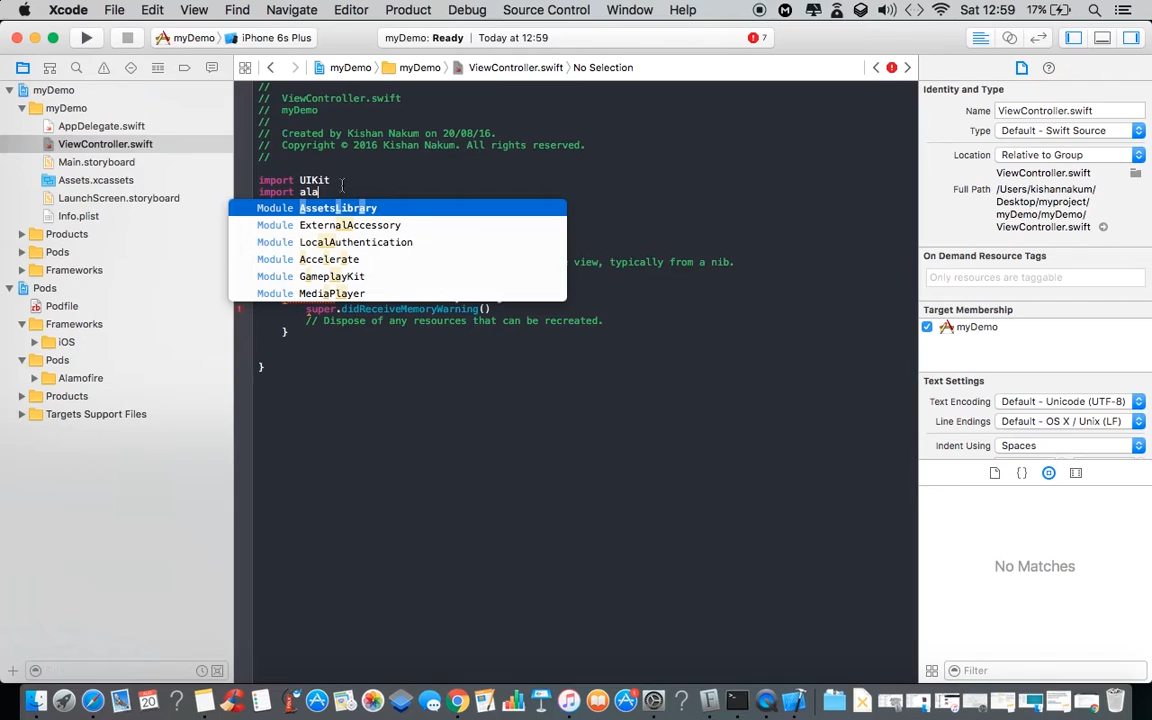 Xcode File Edit View Find Navigate Editor Product Debug Source Control Window Help Sat 12:59 17%
myDemo iPhone 6s Plus myDemo: Ready Today at 12:59 7
myDemo myDemo ViewController.swift No Selection
myDemo
myDemo
AppDelegate.swift
ViewController.swift
Main.storyboard
Assets.xcassets
LaunchScreen.storyboard
Info.plist
Products
Pods
Frameworks
Pods
Podfile
Frameworks
iOS
Pods
Alamofire
Products
Targets Support Files
//
// ViewController.swift
// myDemo
//
// Created by Kishan Nakum on 20/08/16.
// Copyright © 2016 Kishan Nakum. All rights reserved.
//
import UIKit
import ala
Module AssetsLibrary
Module ExternalAccessory
Module LocalAuthentication
Module Accelerate
Module GameplayKit
Module MediaPlayer
view, typically from a nib.
super.didReceiveMemoryWarning()
// Dispose of any resources that can be recreated.
}
}
Identity and Type
Name ViewController.swift
Type Default - Swift Source
Location Relative to Group
ViewController.swift
Full Path /Users/kishannakum/
Desktop/myproject/
myDemo/myDemo/
ViewController.swift
On Demand Resource Tags
Only resources are taggable
Target Membership
myDemo
Text Settings
Text Encoding Default - Unicode (UTF-8)
Line Endings Default - OS X / Unix (LF)
Indent Using Spaces
No Matches
Filter